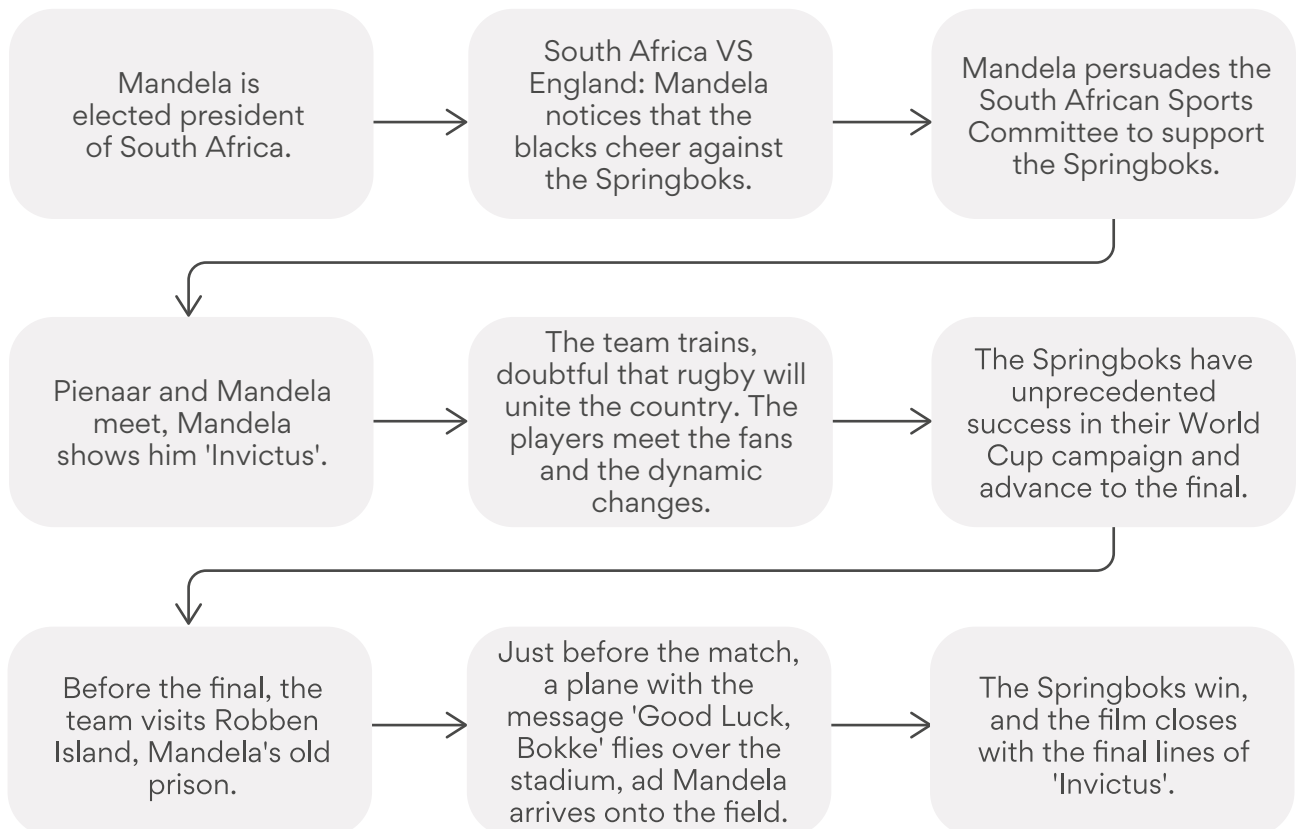 Mandela is
elected president
of South Africa.
South Africa VS
England: Mandela
notices that the
blacks cheer against
the Springboks.
Mandela persuades the
South African Sports
Committee to support
the Springboks.
Pienaar and Mandela
meet, Mandela
shows him 'Invictus'.
The team trains,
doubtful that rugby will
unite the country. The
players meet the fans
and the dynamic
changes.
The Springboks have
unprecedented
success in their World
Cup campaign and
advance to the final.
Before the final, the
team visits Robben
Island, Mandela's old
prison.
Just before the match,
a plane with the
message 'Good Luck,
Bokke' flies over the
stadium, ad Mandela
arrives onto the field.
The Springboks win,
and the film closes
with the final lines of
'Invictus'.